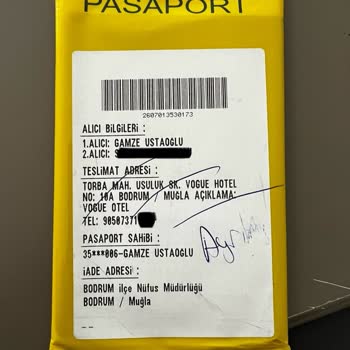 PASAPORT
2607013530173
ALICI BİLGİLERİ :
1.ALICI: GAMZE USTAOGLU
2.ALICI: S
TESLİMAT ADRESİ :
TORBA MAH. USULUK SK. VOGUE HOTEL
NO: 10A BODRUM / MUGLA AÇIKLAMA:
VOGUE OTEL
TEL: 90507371
PASAPORT SAHİBİ :
35***006-GAMZE USTAOGLU
İADE ADRESİ :
BODRUM ilçe Nüfus Müdürlüğü
BODRUM / Muğla